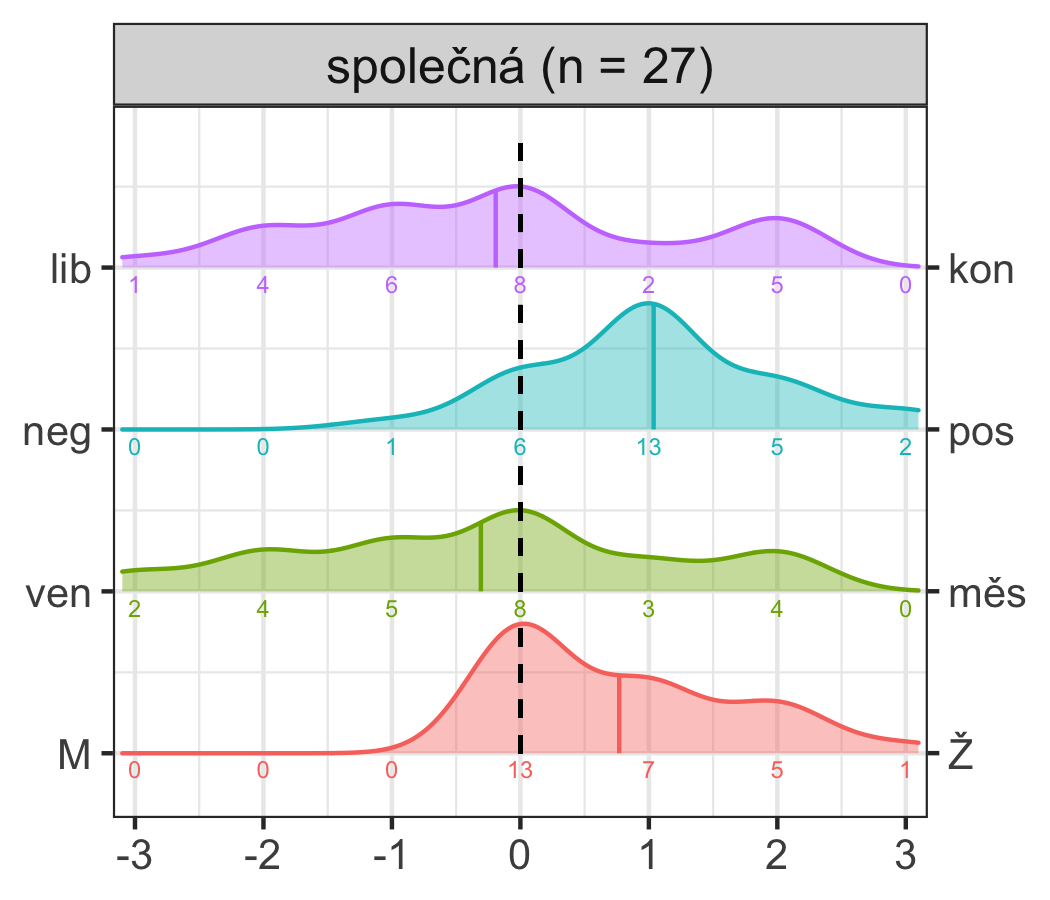 společná (n = 27)
lib kon
1 4 6 8 2 5 0
neg pos
0 0 1 6 13 5 2
ven měs
2 4 5 8 3 4 0
M Ž
0 0 0 13 7 5 1
-3 -2 -1 0 1 2 3